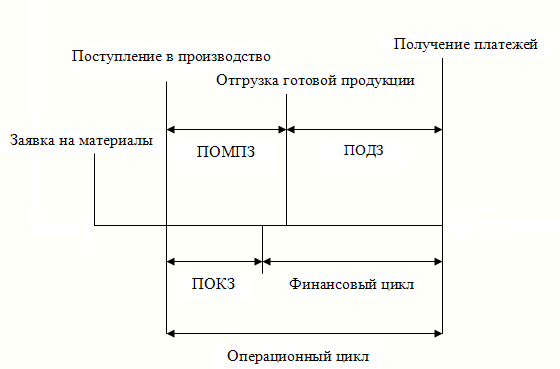 Получение платежей
Поступление в производство
Отгрузка готовой продукции
Заявка на материалы
ПОМПЗ
ПОДЗ
ПОКЗ
Финансовый цикл
Операционный цикл